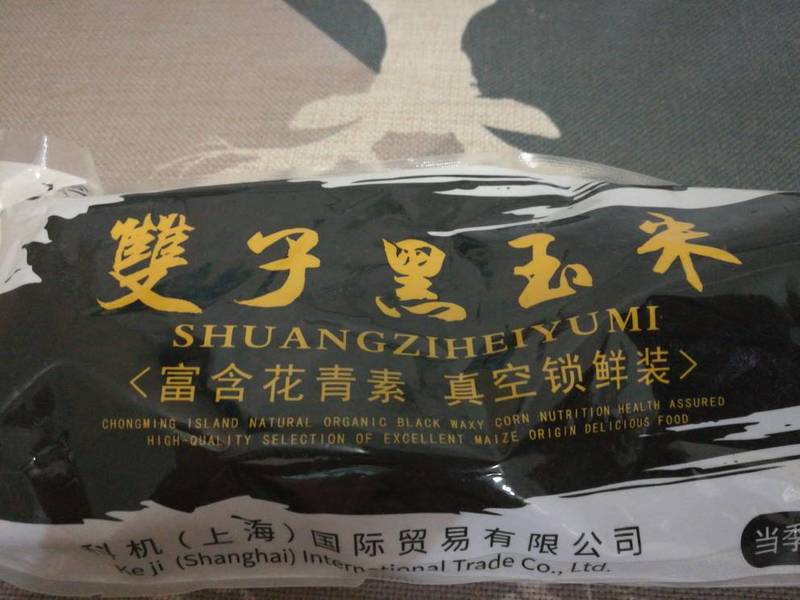 雙子黑玉米
SHUANGZIHEIYUMI
<富含花青素 真空锁鲜装>
CHONGMING ISLAND NATURAL ORGANIC BLACK WAXY CORN NUTRITION HEALTH ASSURED
HIGH-QUALITY SELECTION OF EXCELLENT MAIZE ORIGIN DELICIOUS FOOD
机(上海)国际贸易有限公司
Keji (Shanghai) International Trade Co., Ltd.
当季